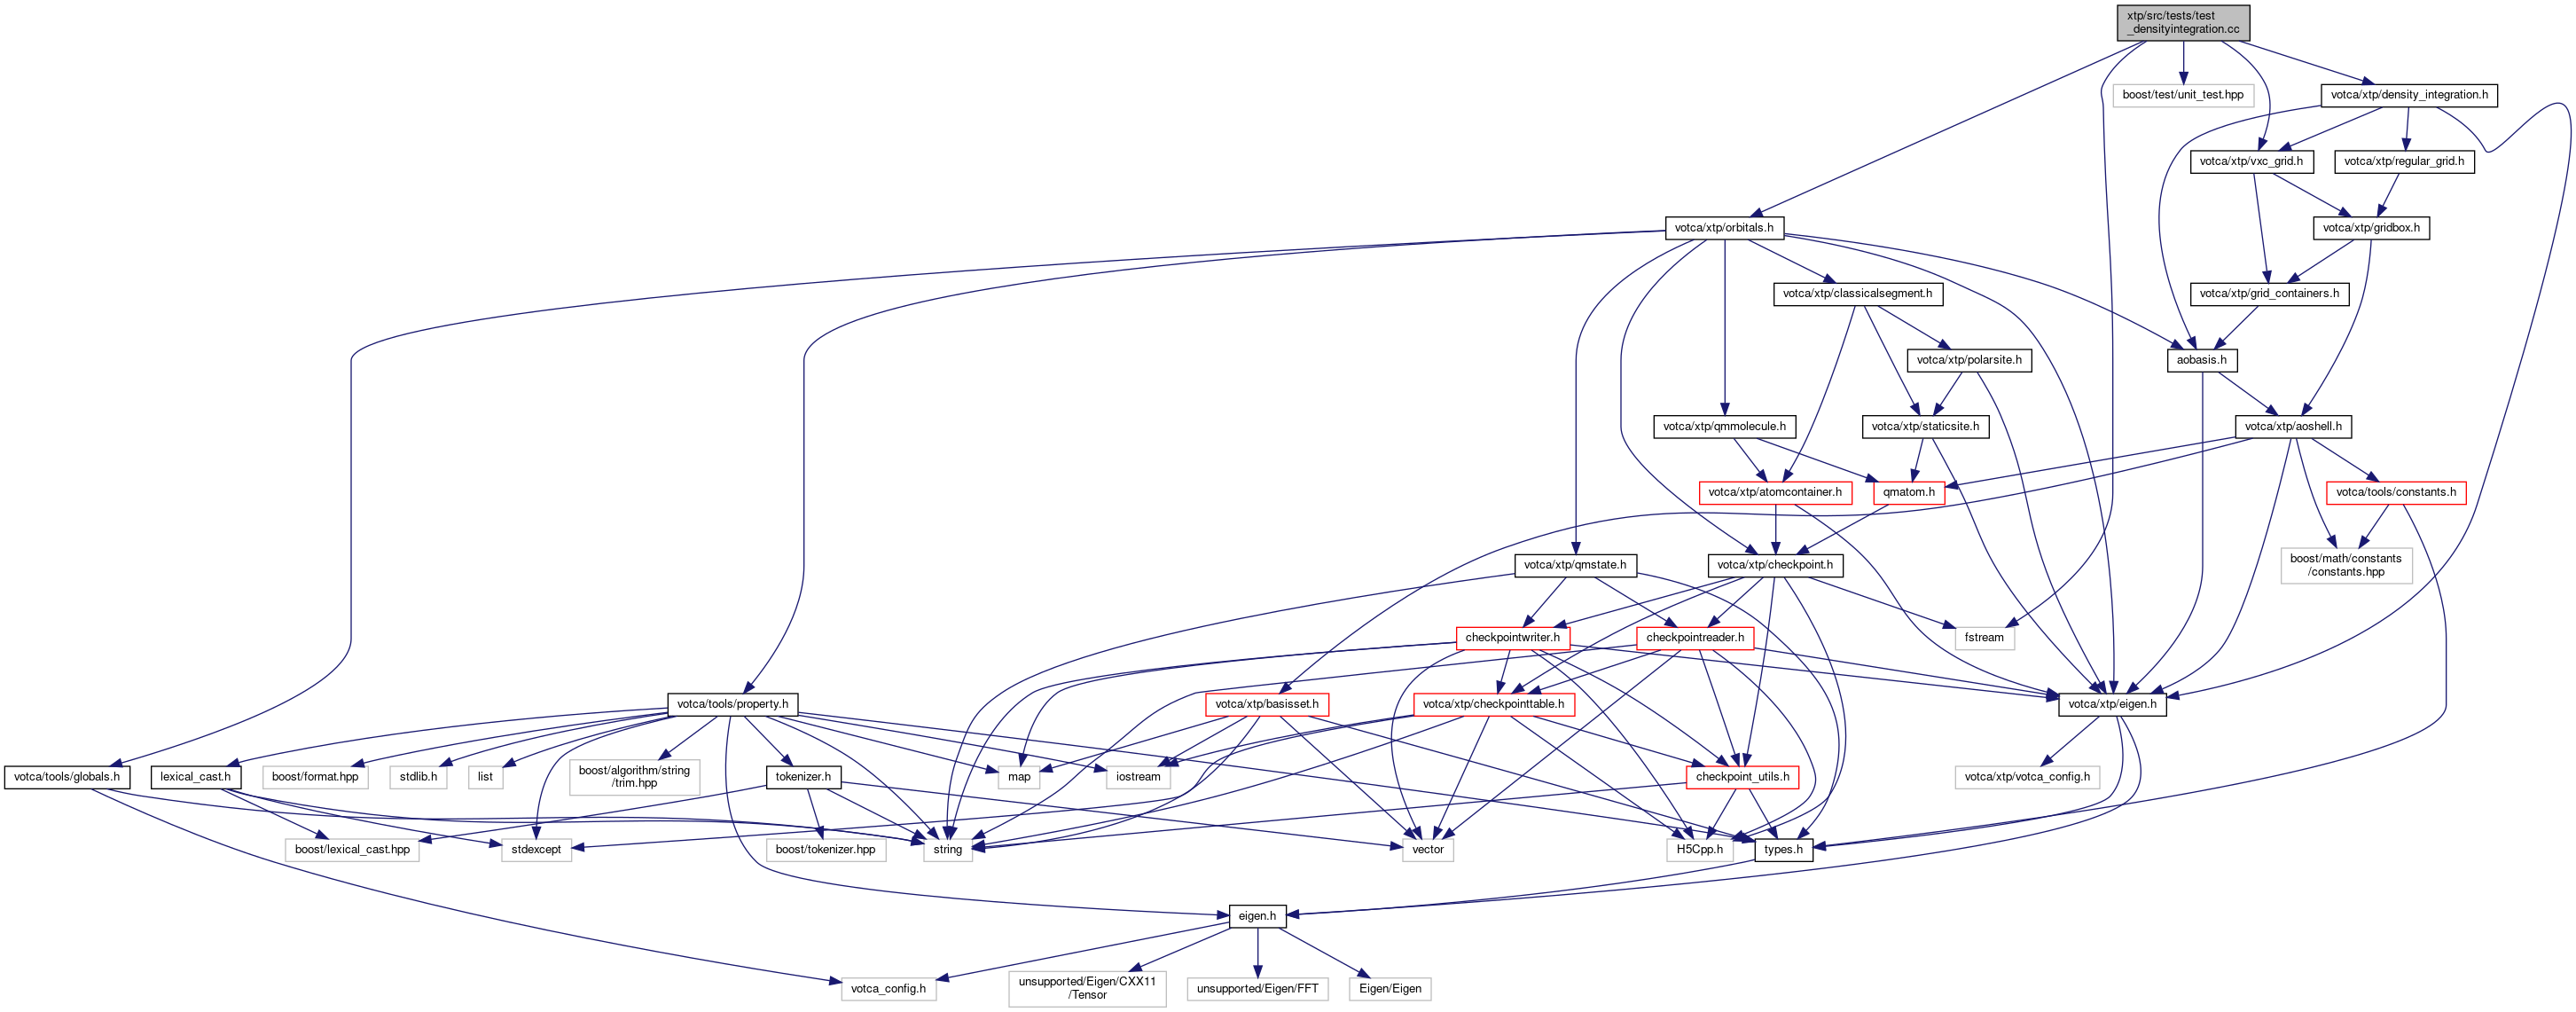 xtp/src/tests/test
_densityintegration.cc
boost/test/unit_test.hpp
votca/xtp/density_integration.h
votca/xtp/vxc_grid.h
votca/xtp/regular_grid.h
votca/xtp/orbitals.h
votca/xtp/gridbox.h
votca/xtp/classicalsegment.h
votca/xtp/grid_containers.h
votca/xtp/polarsite.h
aobasis.h
votca/xtp/qmmolecule.h
votca/xtp/staticsite.h
votca/xtp/aoshell.h
votca/xtp/atomcontainer.h
qmatom.h
votca/tools/constants.h
votca/xtp/qmstate.h
votca/xtp/checkpoint.h
boost/math/constants
/constants.hpp
checkpointwriter.h
checkpointreader.h
fstream
votca/tools/property.h
votca/xtp/basisset.h
votca/xtp/checkpointtable.h
votca/xtp/eigen.h
votca/tools/globals.h
lexical_cast.h
boost/format.hpp
stdlib.h
list
boost/algorithm/string
/trim.hpp
tokenizer.h
map
iostream
checkpoint_utils.h
votca/xtp/votca_config.h
boost/lexical_cast.hpp
stdexcept
boost/tokenizer.hpp
string
vector
H5Cpp.h
types.h
eigen.h
votca_config.h
unsupported/Eigen/CXX11
/Tensor
unsupported/Eigen/FFT
Eigen/Eigen